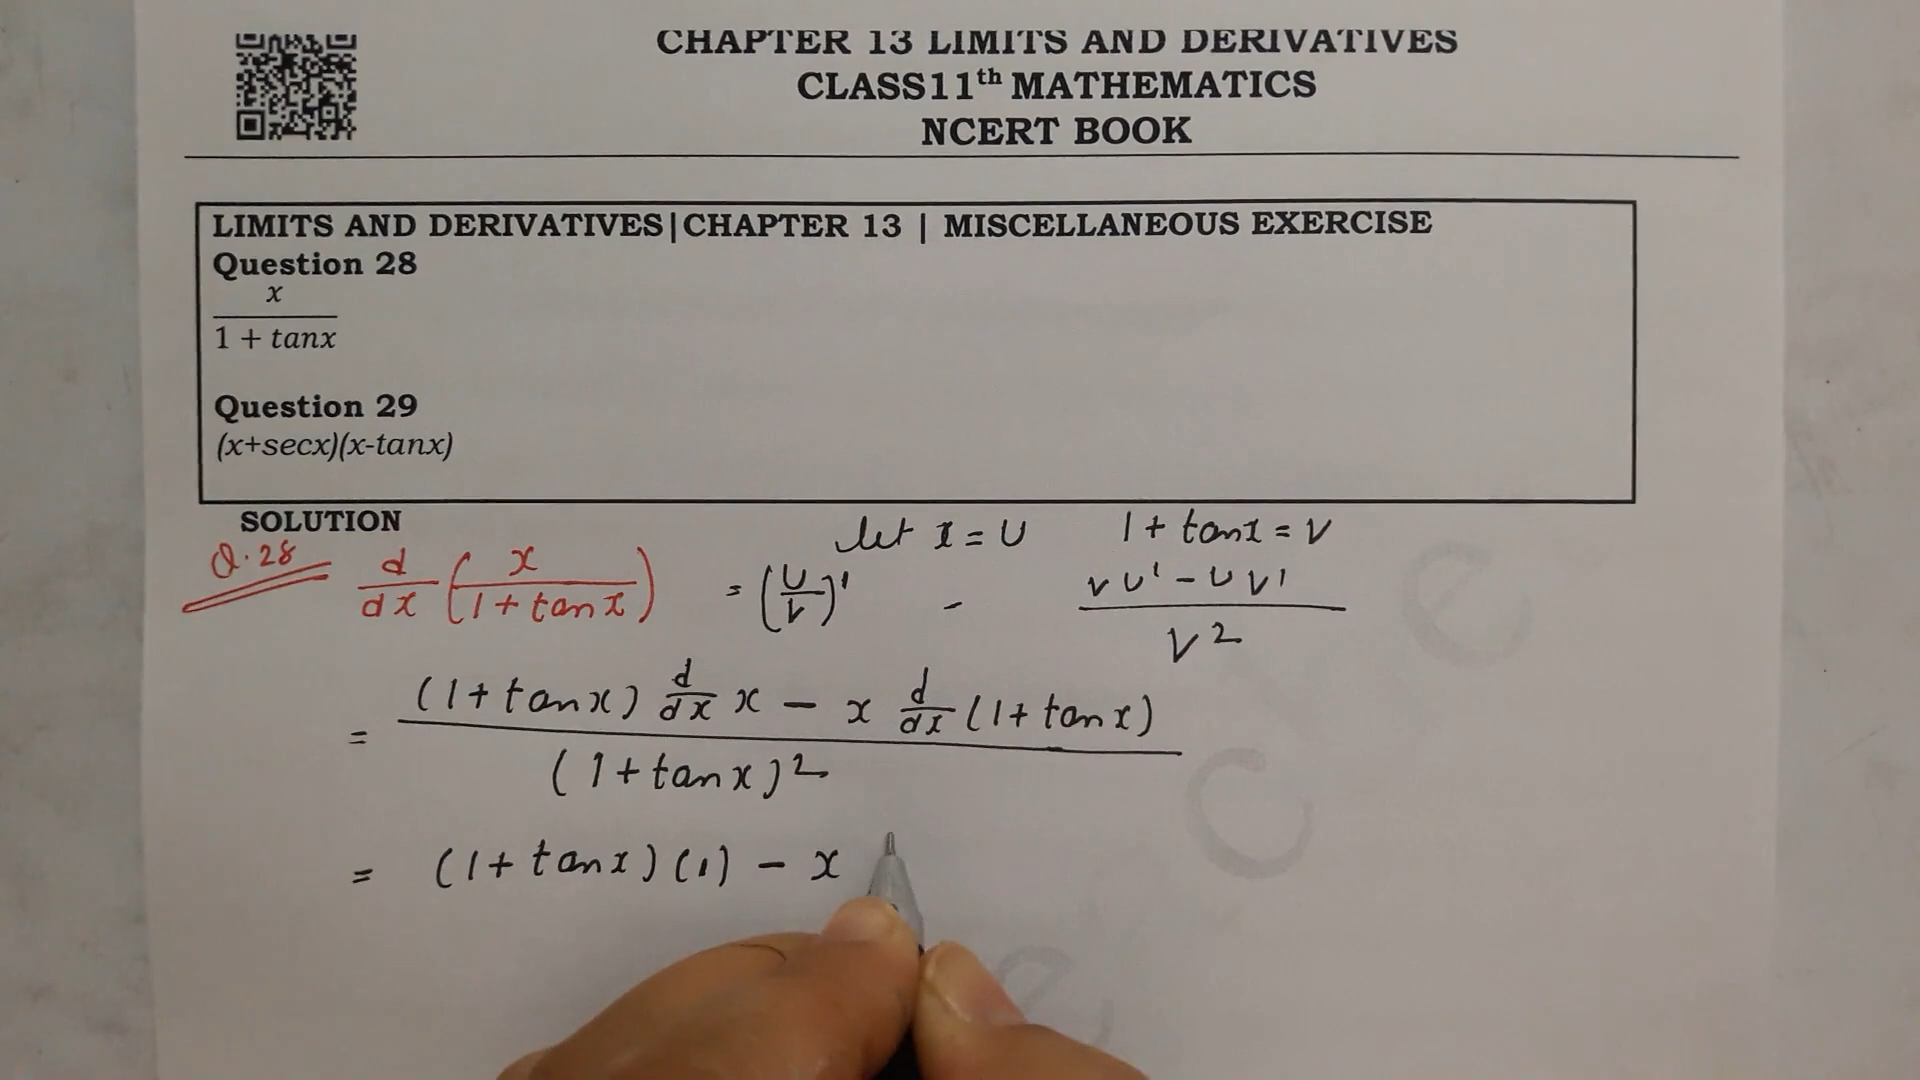 CHAPTER 13 LIMITS AND DERIVATIVES
CLASS11th MATHEMATICS
NCERT BOOK
LIMITS AND DERIVATIVES|CHAPTER 13 | MISCELLANEOUS EXERCISE
Question 28
x
1 + tanx
Question 29
(x+secx)(x-tanx)
SOLUTION
let x = U 1 + tanx = V
Q.28 d/dx (x/(1 + tanx)) = (U/V)' - (VU' - UV')/V²
= ((1+tanx) d/dx x - x d/dx (1+tanx))/(1+tanx)²
= (1+tanx)(1) - x